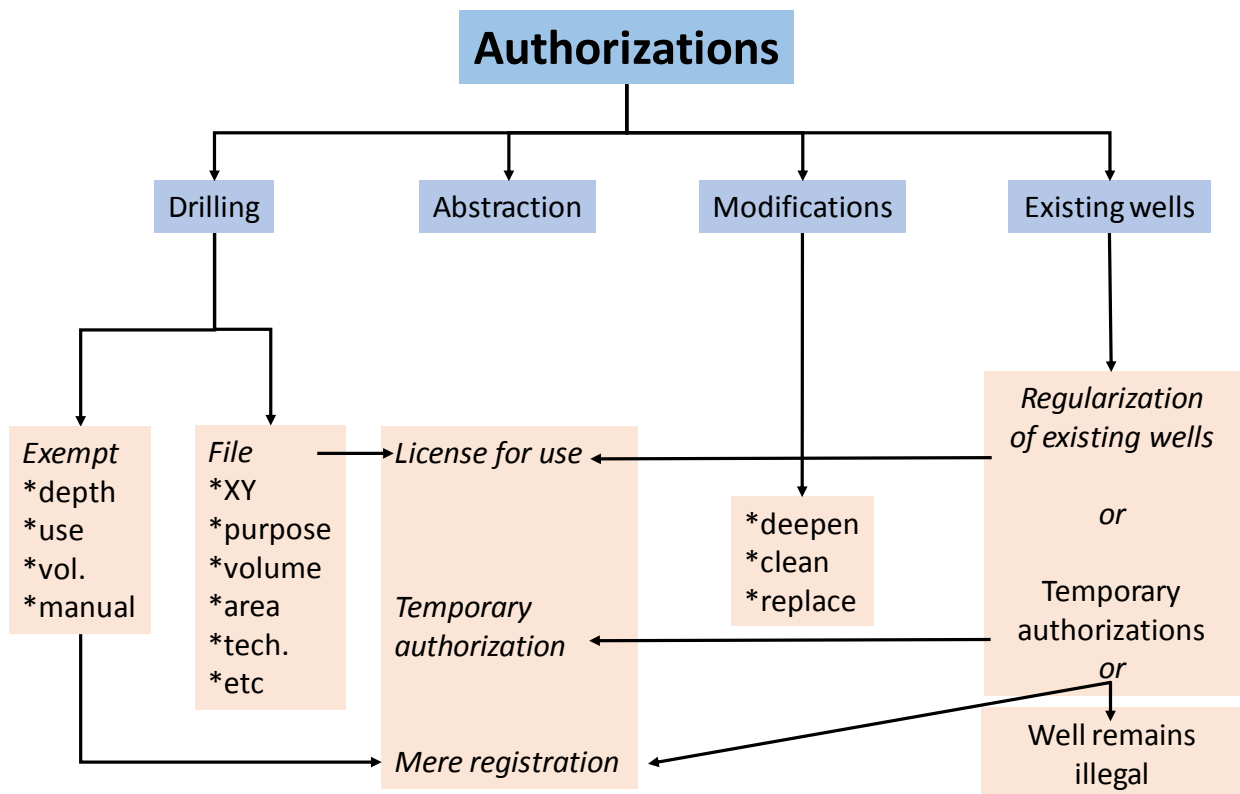 Authorizations
Drilling
Abstraction
Modifications
Existing wells
Exempt
*depth
*use
*vol.
*manual
File
*XY
*purpose
*volume
*area
*tech.
*etc
License for use
Temporary
authorization
Mere registration
*deepen
*clean
*replace
Regularization
of existing wells
or
Temporary
authorizations
or
Well remains
illegal